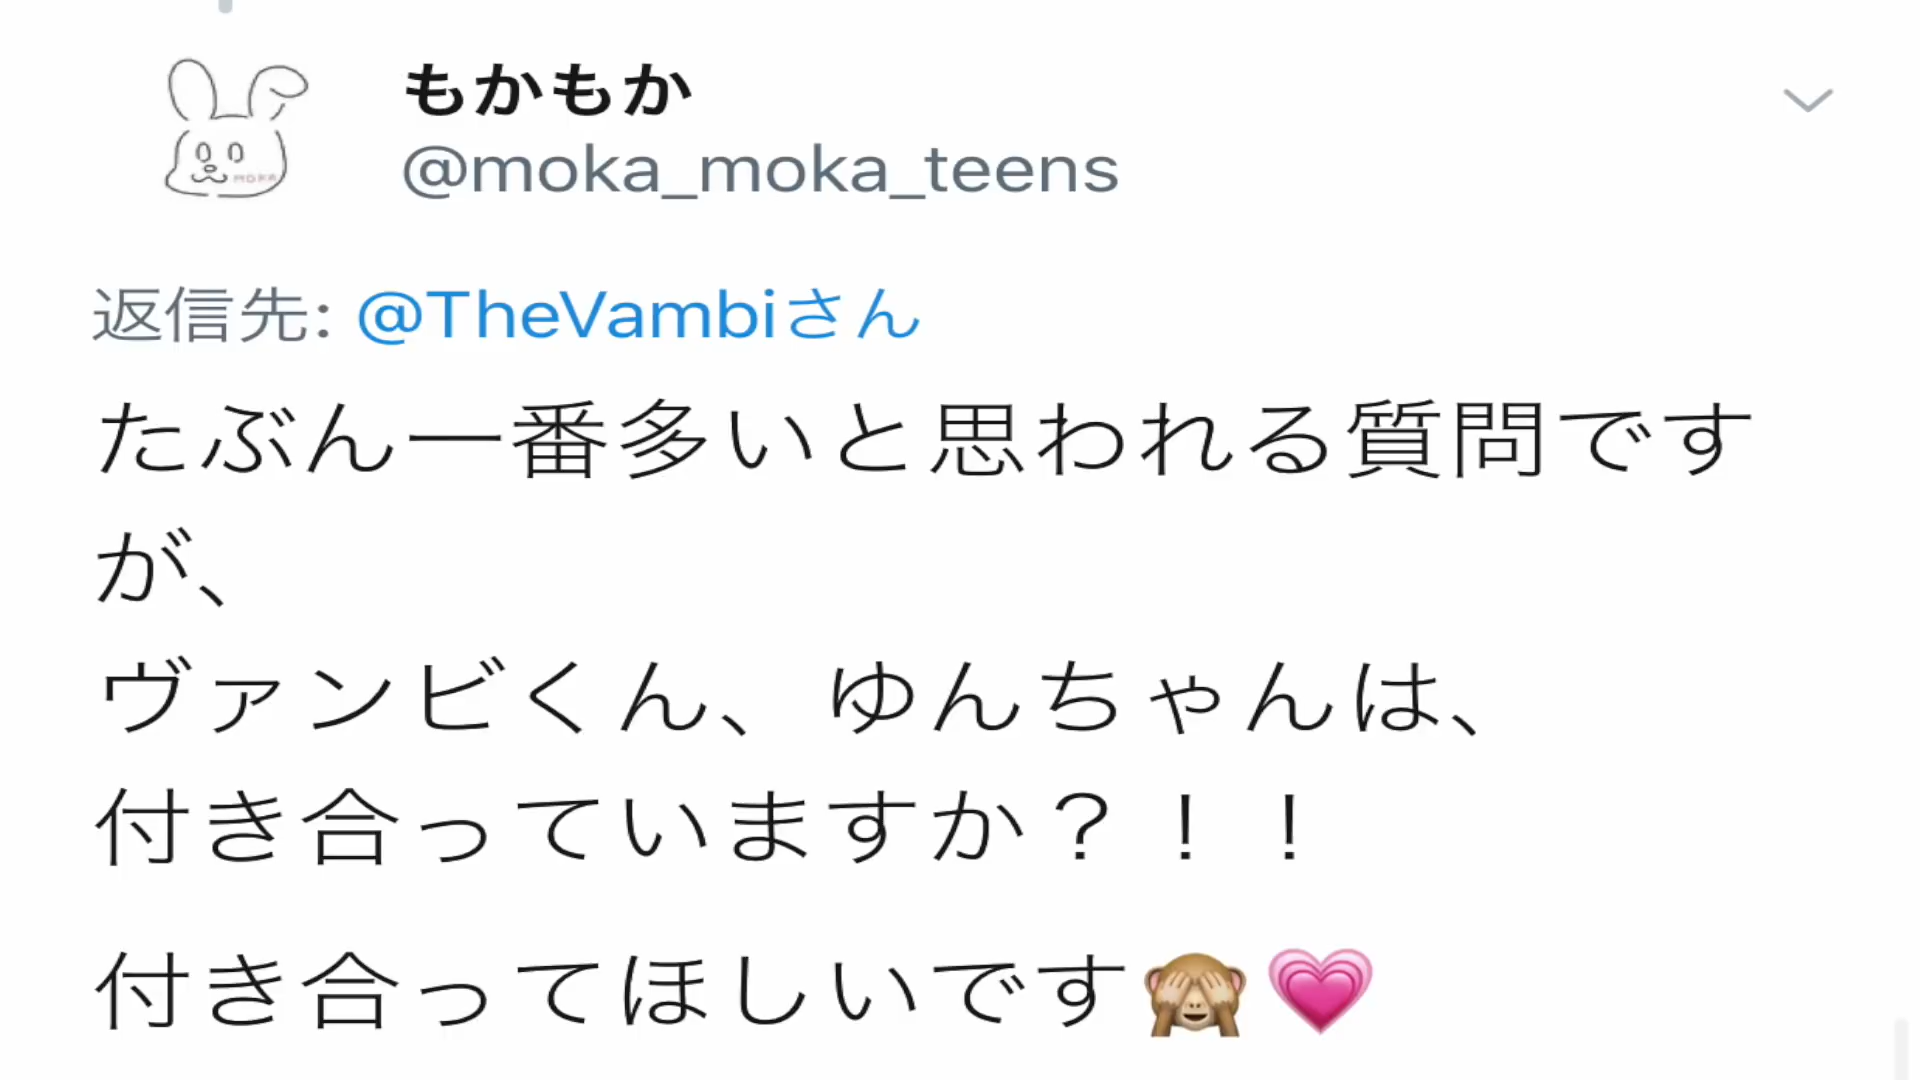 もかもか
@moka_moka_teens
MOKA
返信先: @TheVambiさん
たぶん一番多いと思われる質問です
が、
ヴァンビくん、ゆんちゃんは、
付き合っていますか？！！
付き合ってほしいです🙈💗